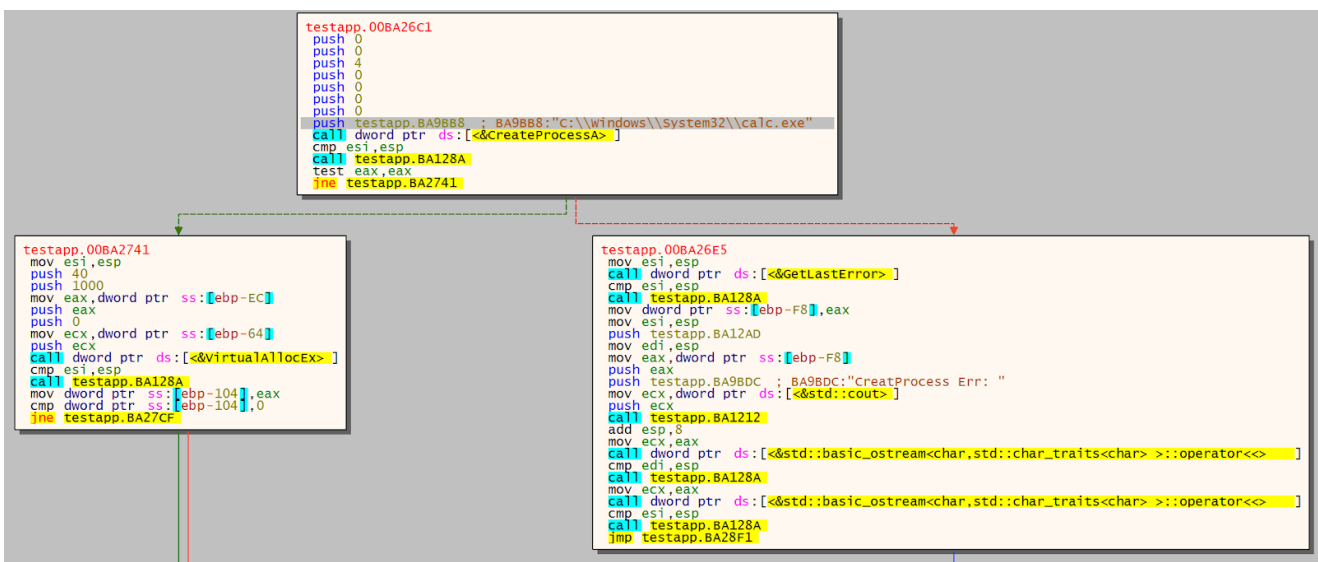 testapp.00BA26C1
push 0
push 0
push 4
push 0
push 0
push 0
push 0
push testapp.BA9BB8 ; BA9BB8:"C:\\Windows\\System32\\calc.exe"
call dword ptr ds:[<&CreateProcessA>]
cmp esi,esp
call testapp.BA128A
test eax,eax
jne testapp.BA2741
testapp.00BA2741
mov esi,esp
push 40
push 1000
mov eax,dword ptr ss:[ebp-EC]
push eax
push 0
mov ecx,dword ptr ss:[ebp-64]
push ecx
call dword ptr ds:[<&VirtualAllocEx>]
cmp esi,esp
call testapp.BA128A
mov dword ptr ss:[ebp-104],eax
cmp dword ptr ss:[ebp-104],0
jne testapp.BA27CF
testapp.00BA26E5
mov esi,esp
call dword ptr ds:[<&GetLastError>]
cmp esi,esp
call testapp.BA128A
mov dword ptr ss:[ebp-F8],eax
mov esi,esp
push testapp.BA12AD
mov edi,esp
mov eax,dword ptr ss:[ebp-F8]
push eax
push testapp.BA9BDC ; BA9BDC:"CreatProcess Err: "
mov ecx,dword ptr ds:[<&std::cout>]
push ecx
call testapp.BA1212
add esp,8
mov ecx,eax
call dword ptr ds:[<&std::basic_ostream<char,std::char_traits<char> >::operator<<> ]
cmp edi,esp
call testapp.BA128A
mov ecx,eax
call dword ptr ds:[<&std::basic_ostream<char,std::char_traits<char> >::operator<<> ]
cmp esi,esp
call testapp.BA128A
jmp testapp.BA28F1